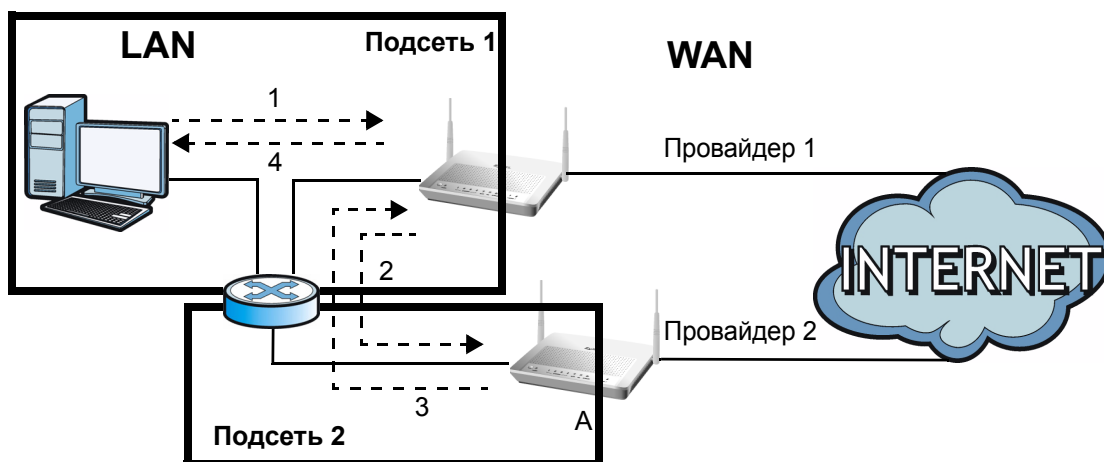 LAN
Подсеть 1
WAN
1
4
Провайдер 1
2
INTERNET
Провайдер 2
3
A
Подсеть 2